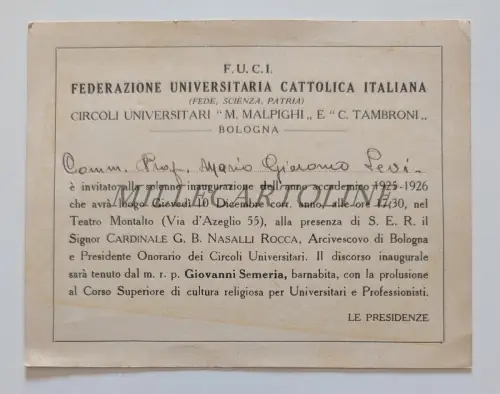 F. U. C. I.
FEDERAZIONE UNIVERSITARIA CATTOLICA ITALIANA
(FEDE, SCIENZA, PATRIA)
CIRCOLI UNIVERSITARI "M. MALPIGHI„ E "C. TAMBRONI„
BOLOGNA
Comm. Prof. Mario Giacomo Levi-
è invitato alla solenne inaugurazione dell'anno accademico 1925-1926
MILLECARTOLINE
che avrà luogo Giovedì 10 Dicembre corr. anno, alle ore 17,30, nel
Teatro Montalto (Via d'Azeglio 55), alla presenza di S. E. R. il
Signor CARDINALE G. B. NASALLI ROCCA, Arcivescovo di Bologna
e Presidente Onorario dei Circoli Universitari. Il discorso inaugurale
sarà tenuto dal m. r. p. Giovanni Semeria, barnabita, con la prolusione
al Corso Superiore di cultura religiosa per Universitari e Professionisti.
LE PRESIDENZE